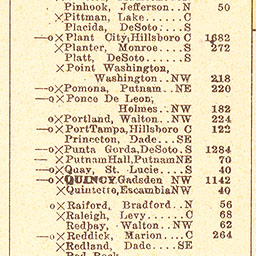 Pinhook, Jefferson..N 50
×Pittman, Lake......C
Placida, DeSoto....S
—o×Plant City,Hillsboro C 1682
×Planter, Monroe....S 272
Platt, DeSoto......S
×Point Washington,
Washington..NW 218
—o×Pomona, Putnam..NE 220
—o×Ponce De Leon,
Holmes..NW 182
o×Portland, Walton..NW 224
—o×PortTampa,Hillsboro C 122
Princeton, Dade...SE
—o×Punta Gorda,DeSoto.S 1284
—×PutnamHall,PutnamNE 70
—o×Quay, St. Lucie....S 40
—o×QUINCY,Gadsden NW 1142
×Quintette,EscambiaNW 40
o×Raiford, Bradford..N 56
×Raleigh, Levy......C 68
Redbay, Walton..NW 62
—o×Reddick, Marion....C 264
×Redland, Dade....SE
Red Rock